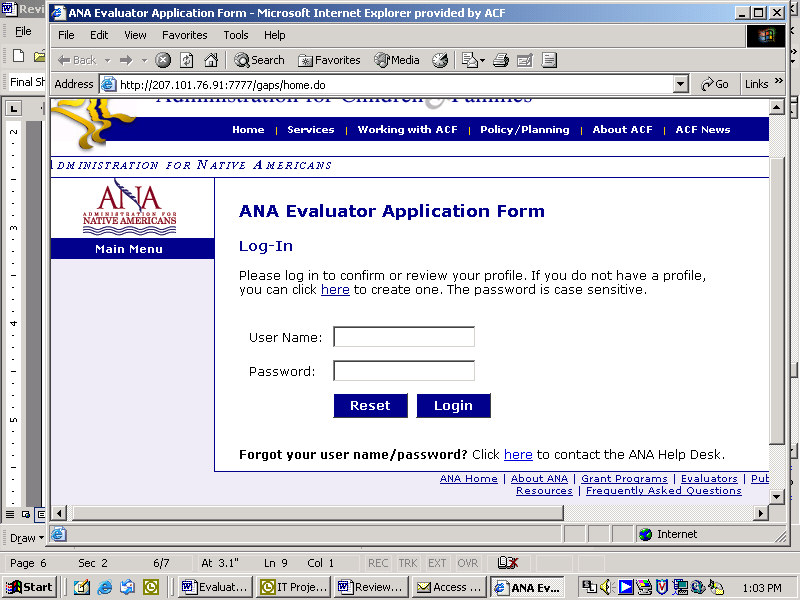 Revi
ANA Evaluator Application Form - Microsoft Internet Explorer provided by ACF
File
File Edit View Favorites Tools Help
Back Search Favorites Media
Final Sh
Address http://207.101.76.91:7777/gaps/home.do Go Links »
Administration for Children & Families
Home | Services | Working with ACF | Policy/Planning | About ACF | ACF News
ADMINISTRATION FOR NATIVE AMERICANS
ANA
ADMINISTRATION FOR
NATIVE AMERICANS
Main Menu
ANA Evaluator Application Form
Log-In
Please log in to confirm or review your profile. If you do not have a profile,
you can click here to create one. The password is case sensitive.
User Name:
Password:
Reset Login
Forgot your user name/password? Click here to contact the ANA Help Desk.
ANA Home | About ANA | Grant Programs | Evaluators | Pub
Resources | Frequently Asked Questions
2
3
4
5
Draw
Internet
Page 6 Sec 2 6/7 At 3.1" Ln 9 Col 1 REC TRK EXT OVR
Start Evaluat... IT Proje... Review... Access ... ANA Ev... 1:03 PM